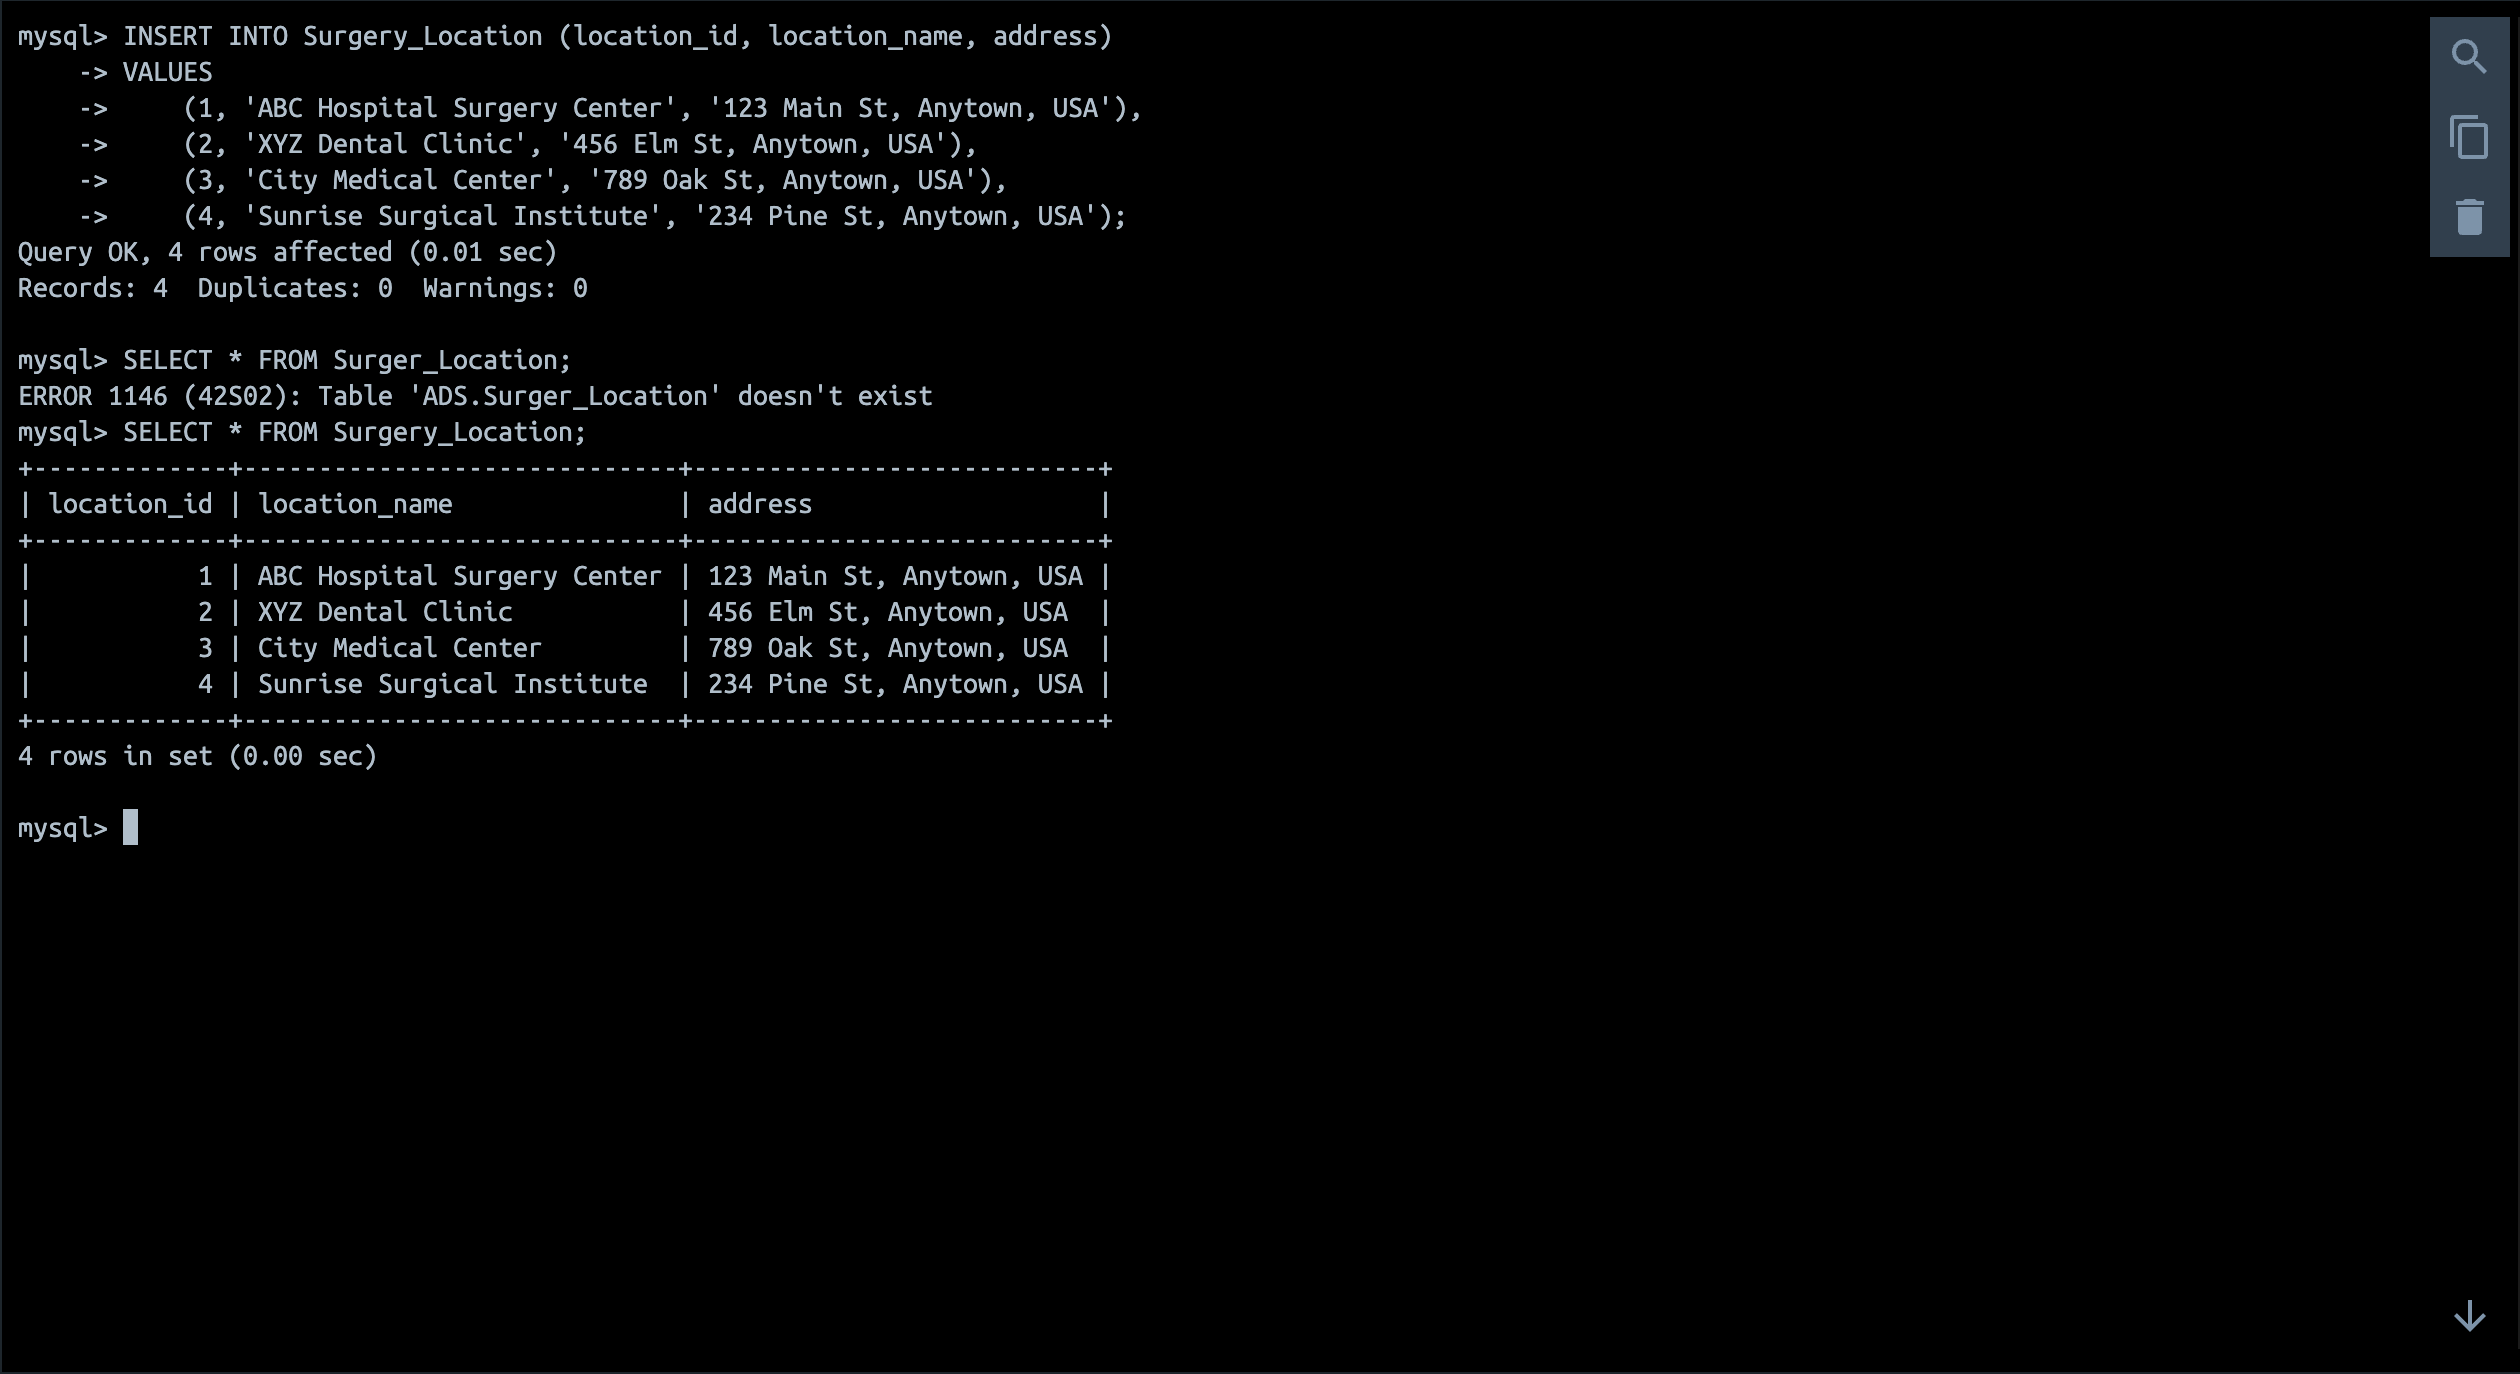 mysql> INSERT INTO Surgery_Location (location_id, location_name, address)
    -> VALUES
    ->     (1, 'ABC Hospital Surgery Center', '123 Main St, Anytown, USA'),
    ->     (2, 'XYZ Dental Clinic', '456 Elm St, Anytown, USA'),
    ->     (3, 'City Medical Center', '789 Oak St, Anytown, USA'),
    ->     (4, 'Sunrise Surgical Institute', '234 Pine St, Anytown, USA');
Query OK, 4 rows affected (0.01 sec)
Records: 4  Duplicates: 0  Warnings: 0

mysql> SELECT * FROM Surger_Location;
ERROR 1146 (42S02): Table 'ADS.Surger_Location' doesn't exist
mysql> SELECT * FROM Surgery_Location;
+-------------+-----------------------------+---------------------------+
| location_id | location_name               | address                   |
+-------------+-----------------------------+---------------------------+
|           1 | ABC Hospital Surgery Center | 123 Main St, Anytown, USA |
|           2 | XYZ Dental Clinic           | 456 Elm St, Anytown, USA  |
|           3 | City Medical Center         | 789 Oak St, Anytown, USA  |
|           4 | Sunrise Surgical Institute  | 234 Pine St, Anytown, USA |
+-------------+-----------------------------+---------------------------+
4 rows in set (0.00 sec)

mysql>